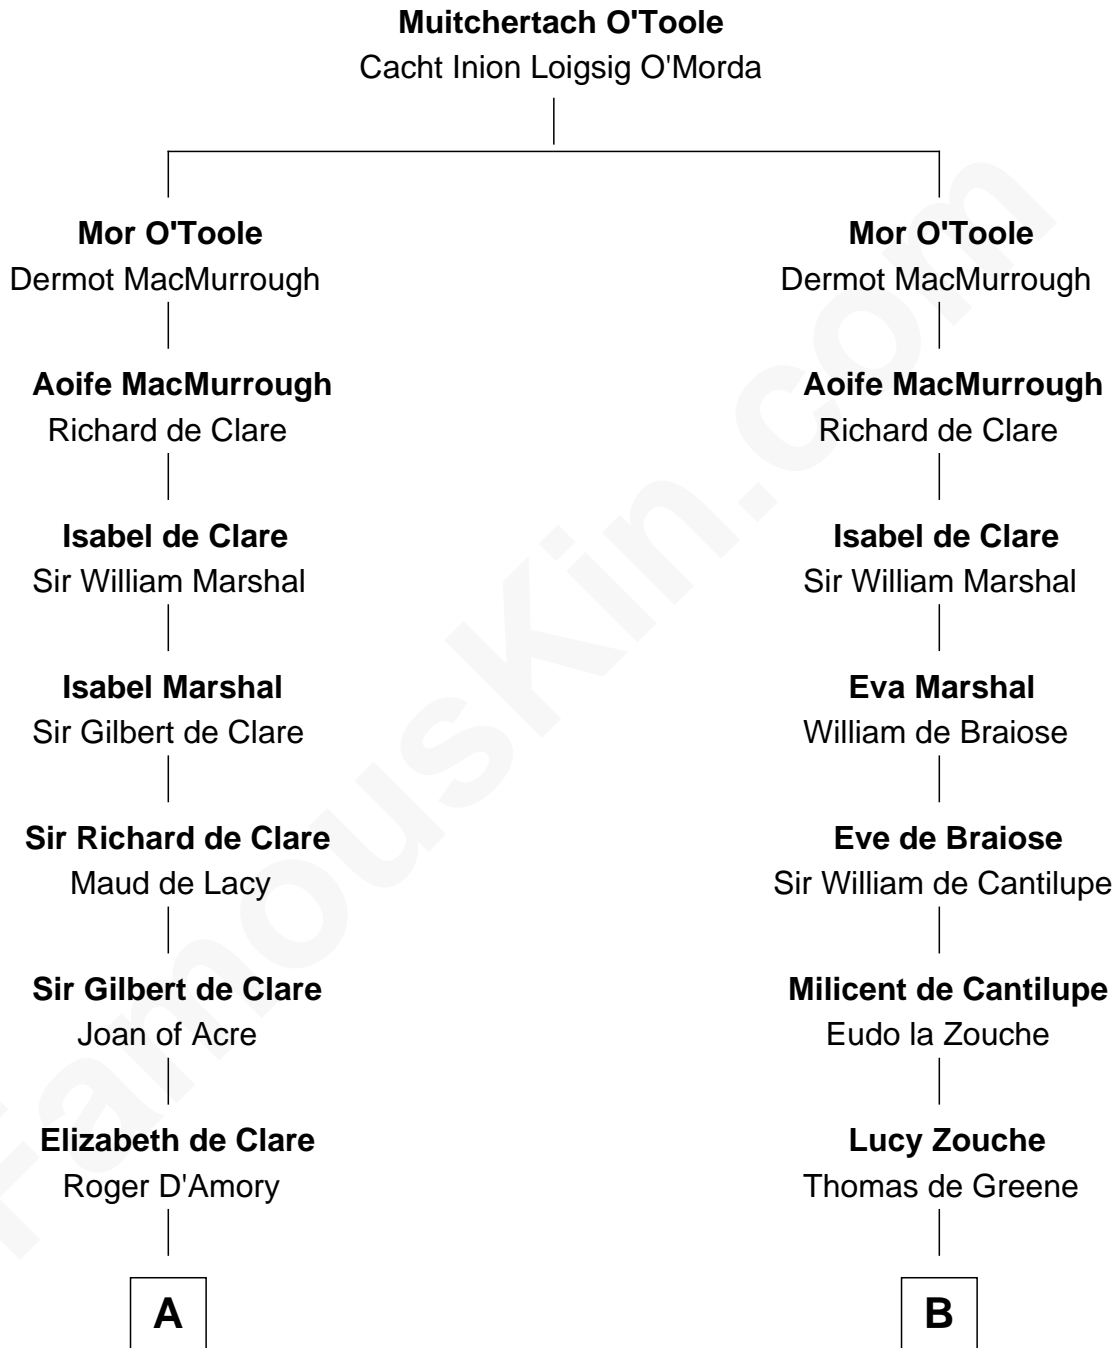 Muitchertach O'Toole
Cacht Inion Loigsig O'Morda
Mor O'Toole
Dermot MacMurrough
Aoife MacMurrough
Richard de Clare
Isabel de Clare
Sir William Marshal
Isabel Marshal
Sir Gilbert de Clare
Sir Richard de Clare
Maud de Lacy
Sir Gilbert de Clare
Joan of Acre
Elizabeth de Clare
Roger D'Amory
A
Mor O'Toole
Dermot MacMurrough
Aoife MacMurrough
Richard de Clare
Isabel de Clare
Sir William Marshal
Eva Marshal
William de Braiose
Eve de Braiose
Sir William de Cantilupe
Milicent de Cantilupe
Eudo la Zouche
Lucy Zouche
Thomas de Greene
B
FamousKin.com